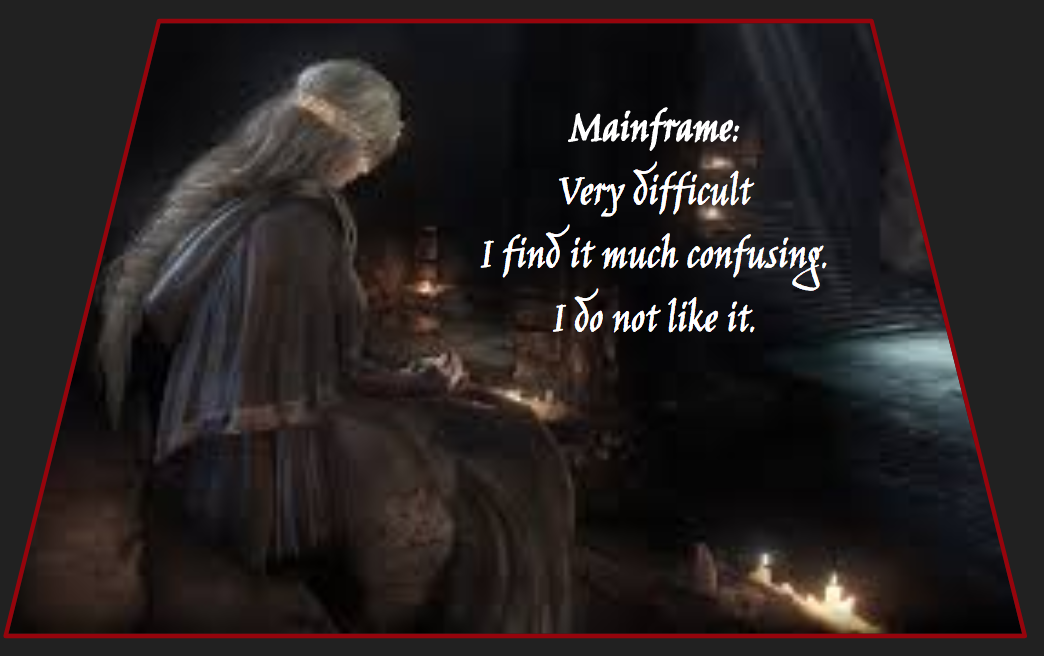 Mainframe:
Very difficult
I find it much confusing.
I do not like it.